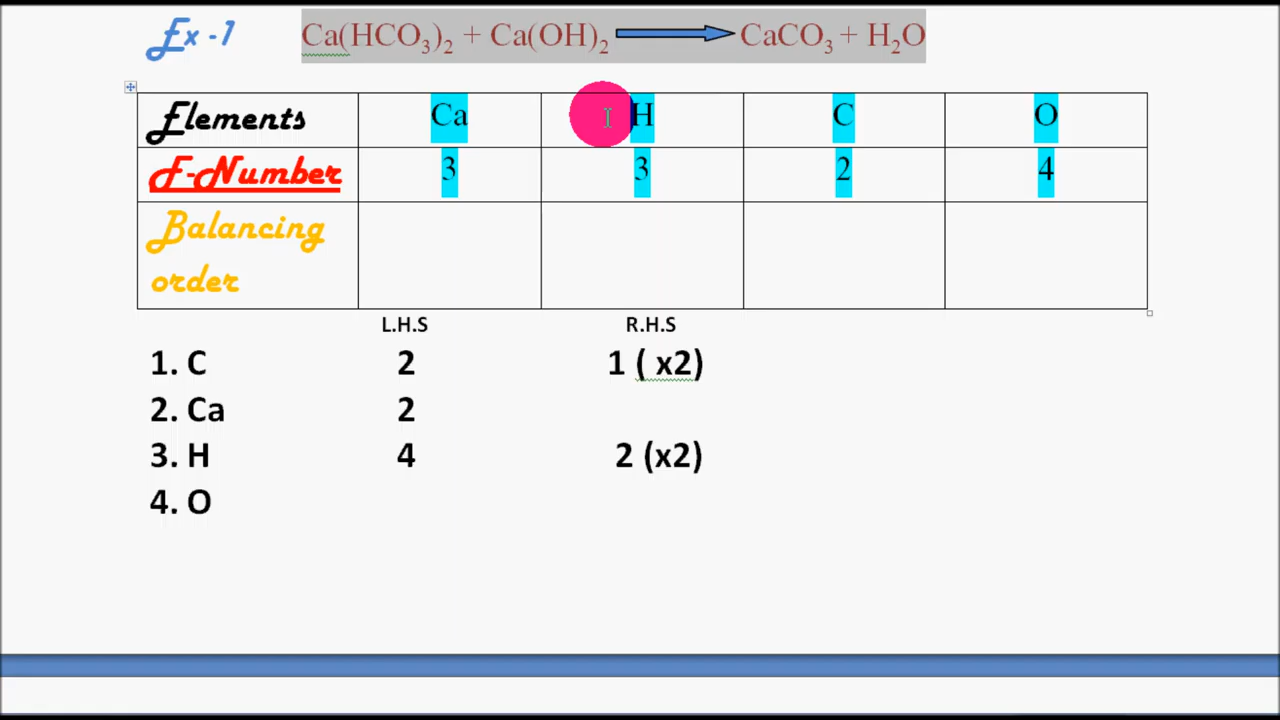 Ex -1 Ca(HCO₃)₂ + Ca(OH)₂ → CaCO₃ + H₂O
Elements Ca H C O
F-Number 3 3 2 4
Balancing
order
L.H.S R.H.S
1. C 2 1 ( x2)
2. Ca 2
3. H 4 2 (x2)
4. O